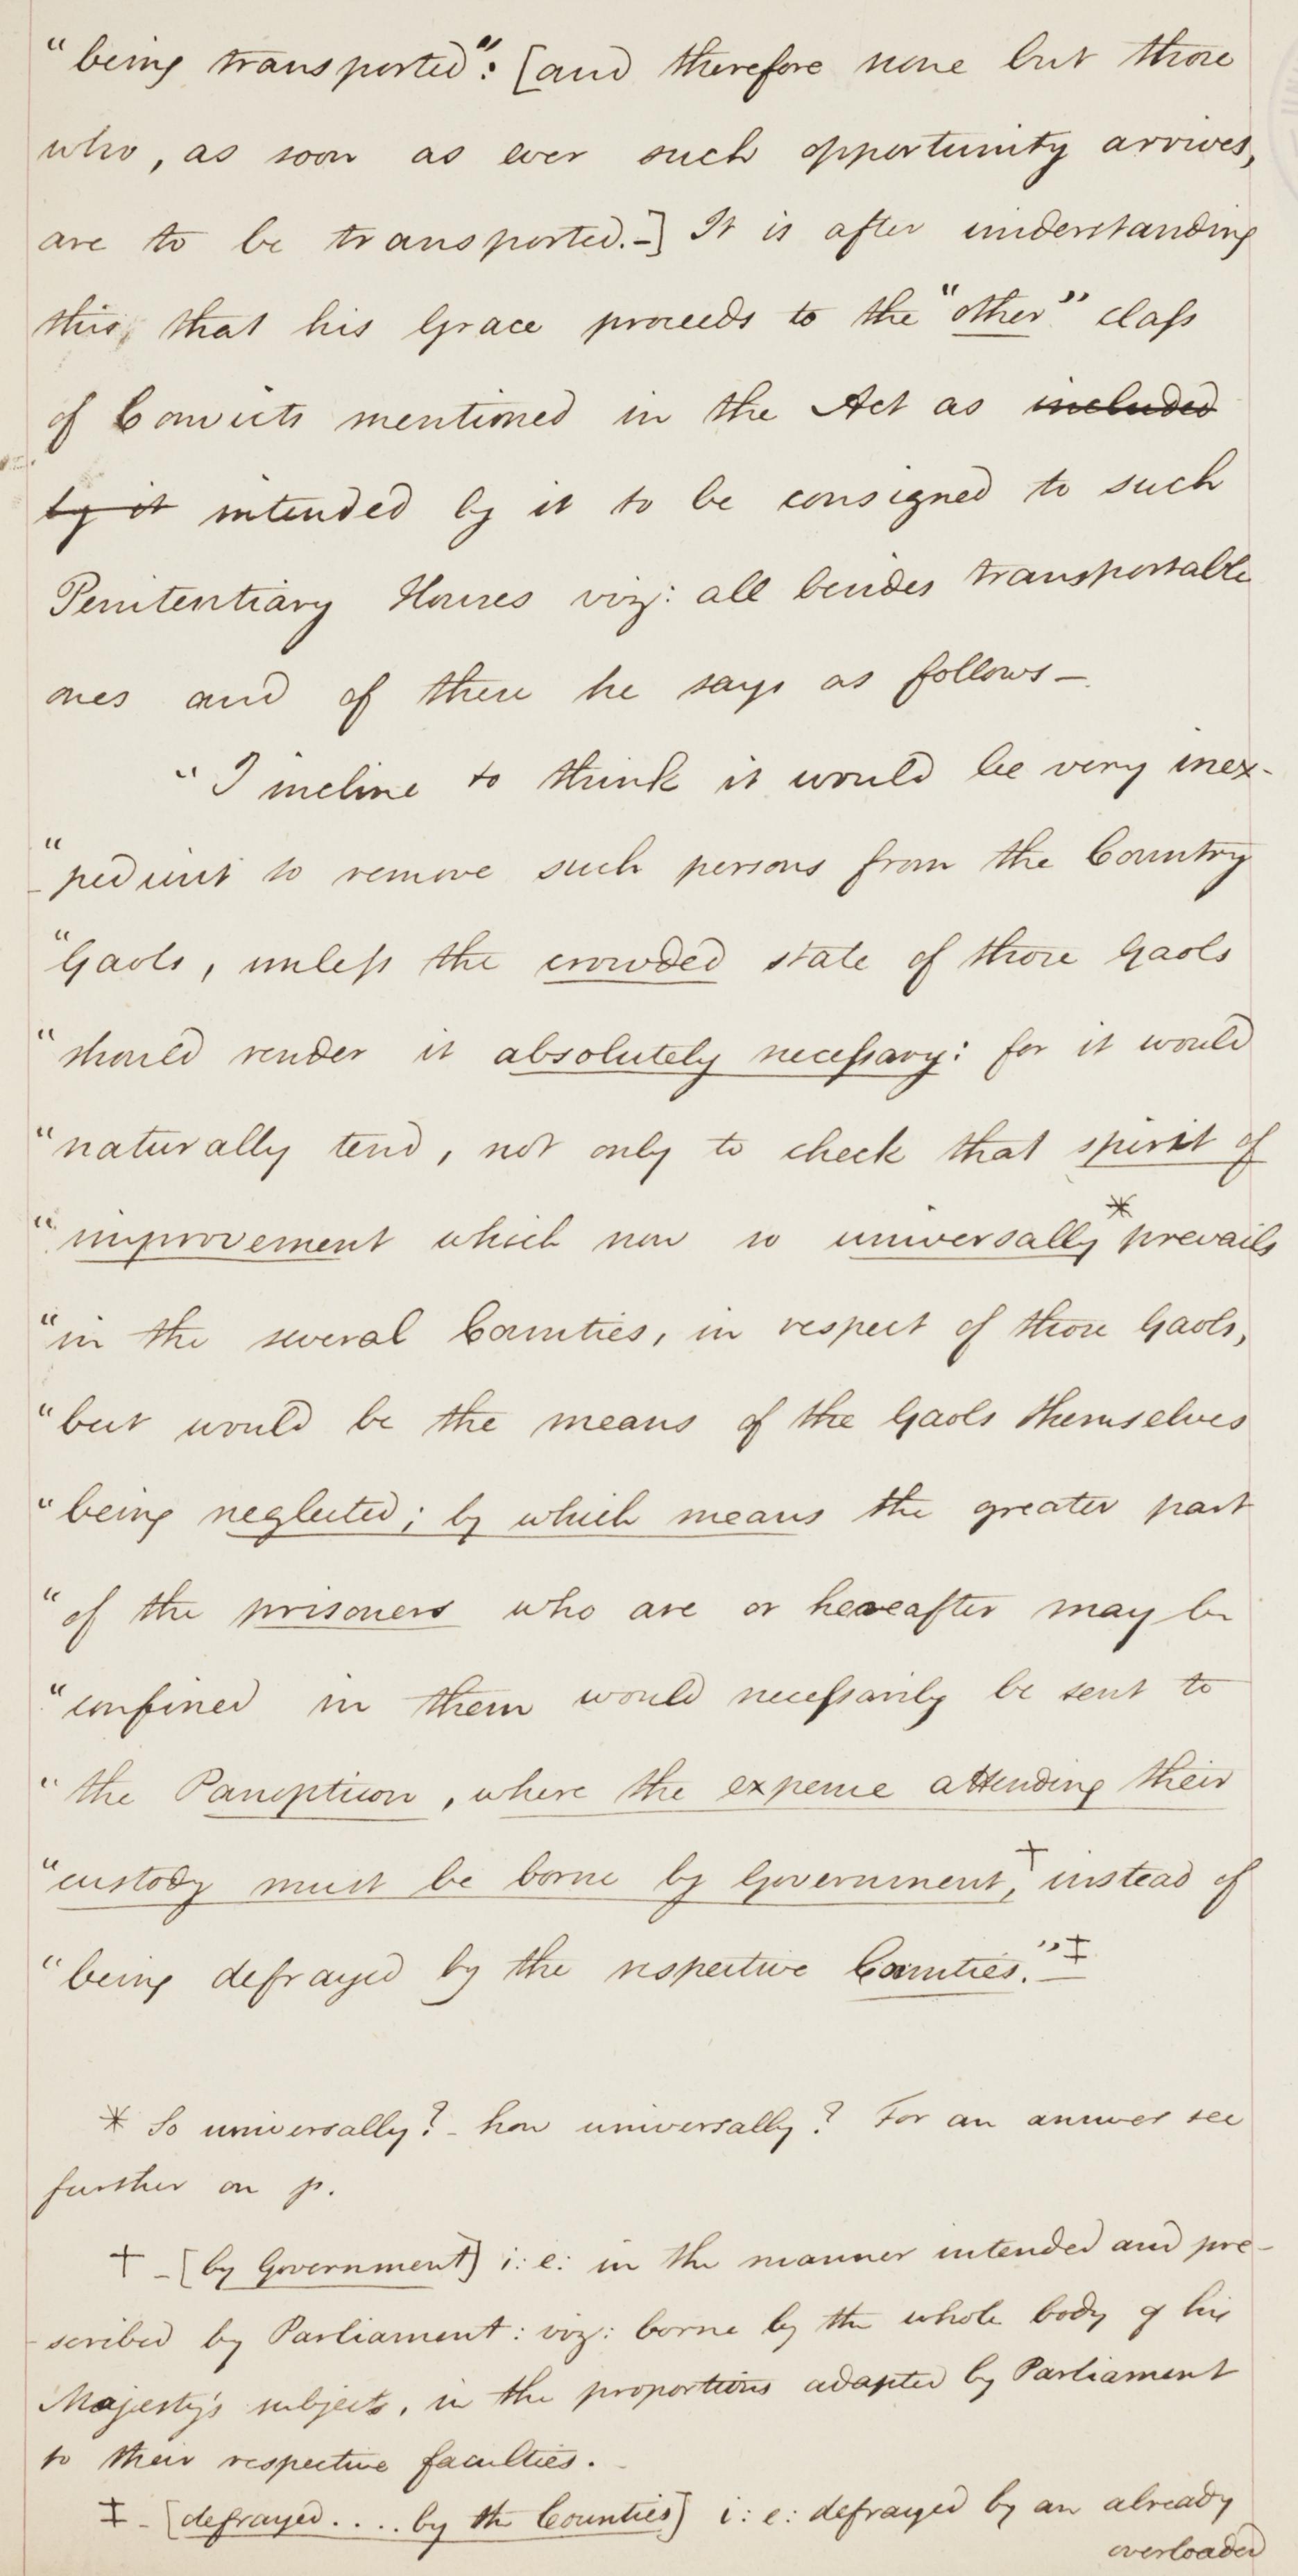 "being transported": [and therefore none but those
who, as soon as ever such opportunity arrives,
are to be transported.-] It is after understanding
this, that his Grace proceeds to the "other" class
of Convicts mentioned in the Act as included
by it intended by it to be consigned to such
Penitentiary Houses viz: all besides transportable
ones and of these he says as follows—
"I incline to think it would be very inex-
"-pedient to remove such persons from the Country
"Gaols, unless the crowded state of those Gaols
"should render it absolutely necessary: for it would
"naturally tend, not only to check that spirit of
"improvement which now so universally * prevails
"in the several Counties, in respect of those Gaols,
"but would be the means of the Gaols themselves
"being neglected; by which means the greater part
"of the prisoners who are or hereafter may be
"confined in them would necessarily be sent to
"the Panopticon, where the expense attending their
"custody must be borne by Government,† instead of
"being defrayed by the respective Counties."‡
* So universally? - how universally? For an answer see
further on p.
† - [by Government] i: e: in the manner intended and pre-
-scribed by Parliament: viz: borne by the whole body of his
Majesty's subjects, in the proportions adapted by Parliament
to their respective faculties.
‡ - [defrayed.... by the Counties] i: e: defrayed by an already
overloaded